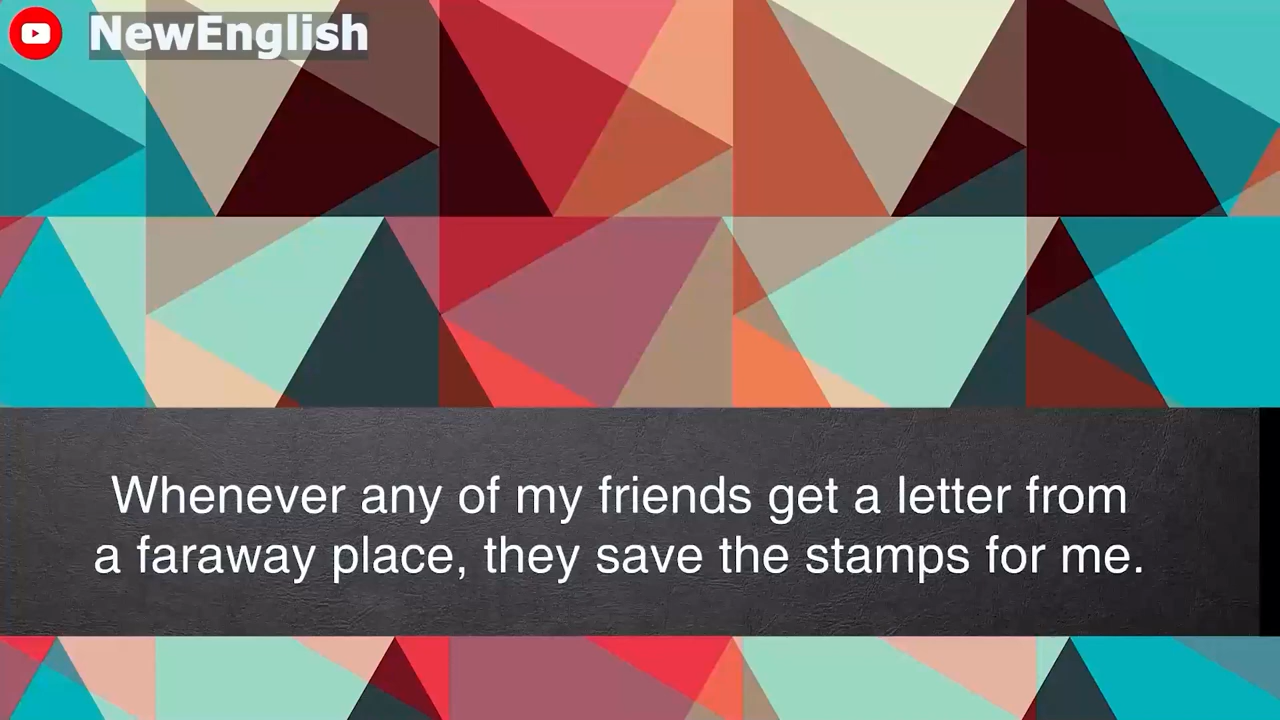 NewEnglish
Whenever any of my friends get a letter from
a faraway place, they save the stamps for me.